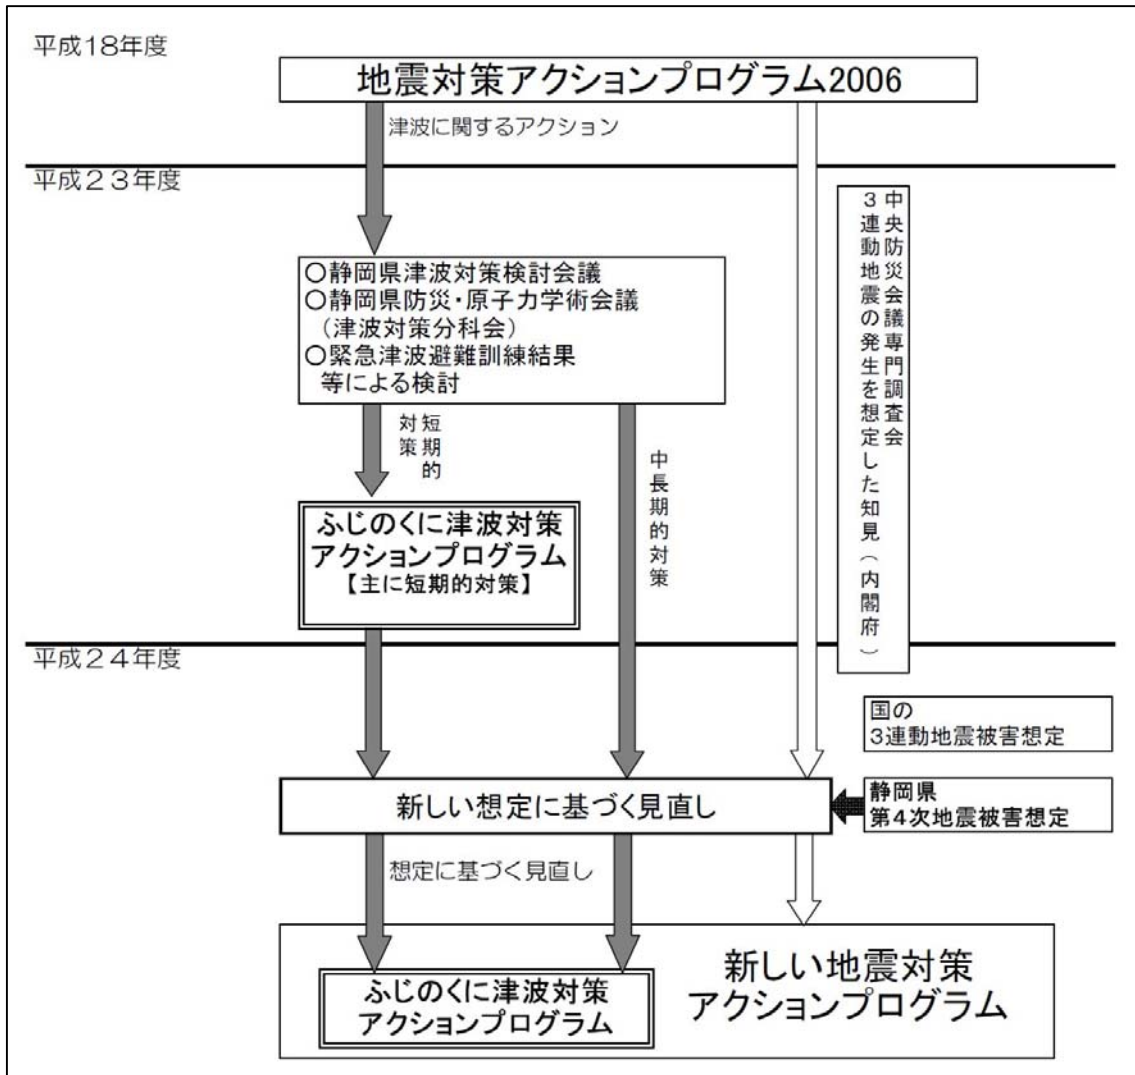 平成18年度
地震対策アクションプログラム2006
津波に関するアクション
平成２３年度
中央防災会議専門調査会
３連動地震の発生を想定した知見（内閣府）
○静岡県津波対策検討会議
○静岡県防災・原子力学術会議
（津波対策分科会）
○緊急津波避難訓練結果
等による検討
短期的
対策
中長期的対策
ふじのくに津波対策
アクションプログラム
【主に短期的対策】
平成２４年度
国の
３連動地震被害想定
新しい想定に基づく見直し
静岡県
第４次地震被害想定
想定に基づく見直し
新しい地震対策
アクションプログラム
ふじのくに津波対策
アクションプログラム